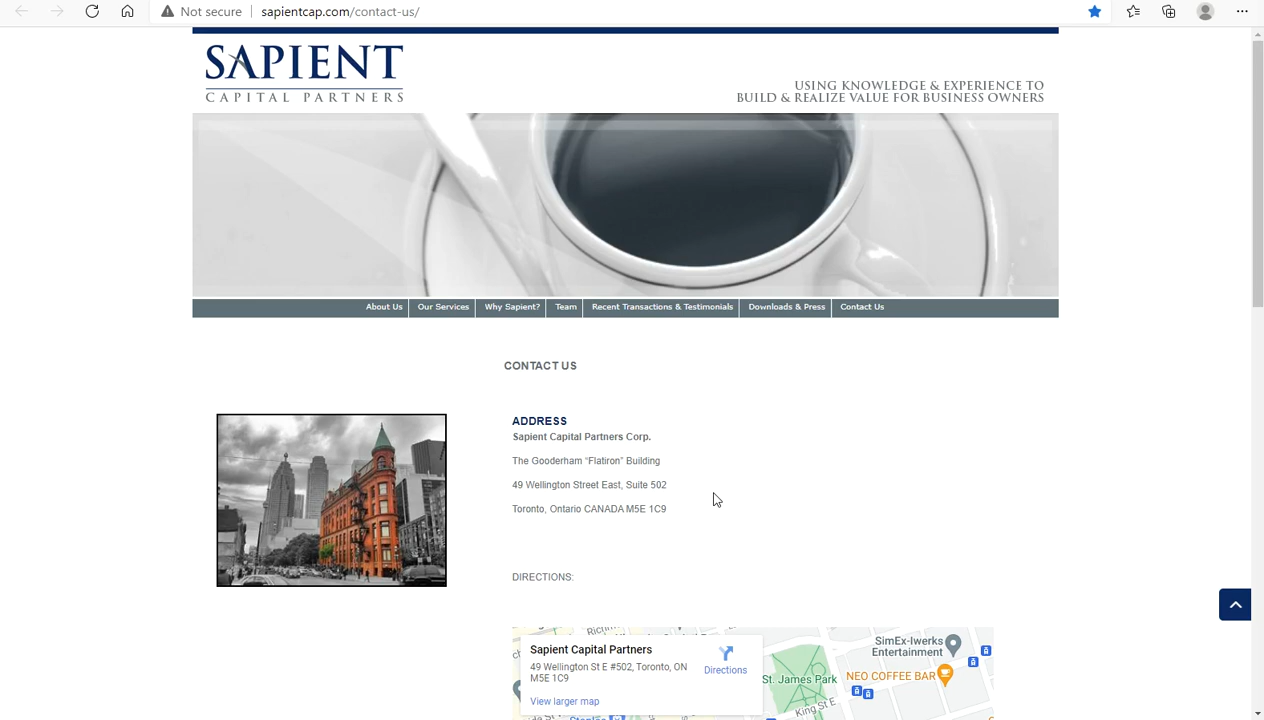 Not secure
sapientcap.com/contact-us/
SAPIENT
CAPITAL PARTNERS
USING KNOWLEDGE & EXPERIENCE TO
BUILD & REALIZE VALUE FOR BUSINESS OWNERS
About Us
Our Services
Why Sapient?
Team
Recent Transactions & Testimonials
Downloads & Press
Contact Us
CONTACT US
ADDRESS
Sapient Capital Partners Corp.
The Gooderham “Flatiron” Building
49 Wellington Street East, Suite 502
Toronto, Ontario CANADA M5E 1C9
DIRECTIONS:
Sapient Capital Partners
49 Wellington St E #502, Toronto, ON
M5E 1C9
Directions
View larger map
SimEx-Iwerks
Entertainment
St. James Park
NEO COFFEE BAR
King St E